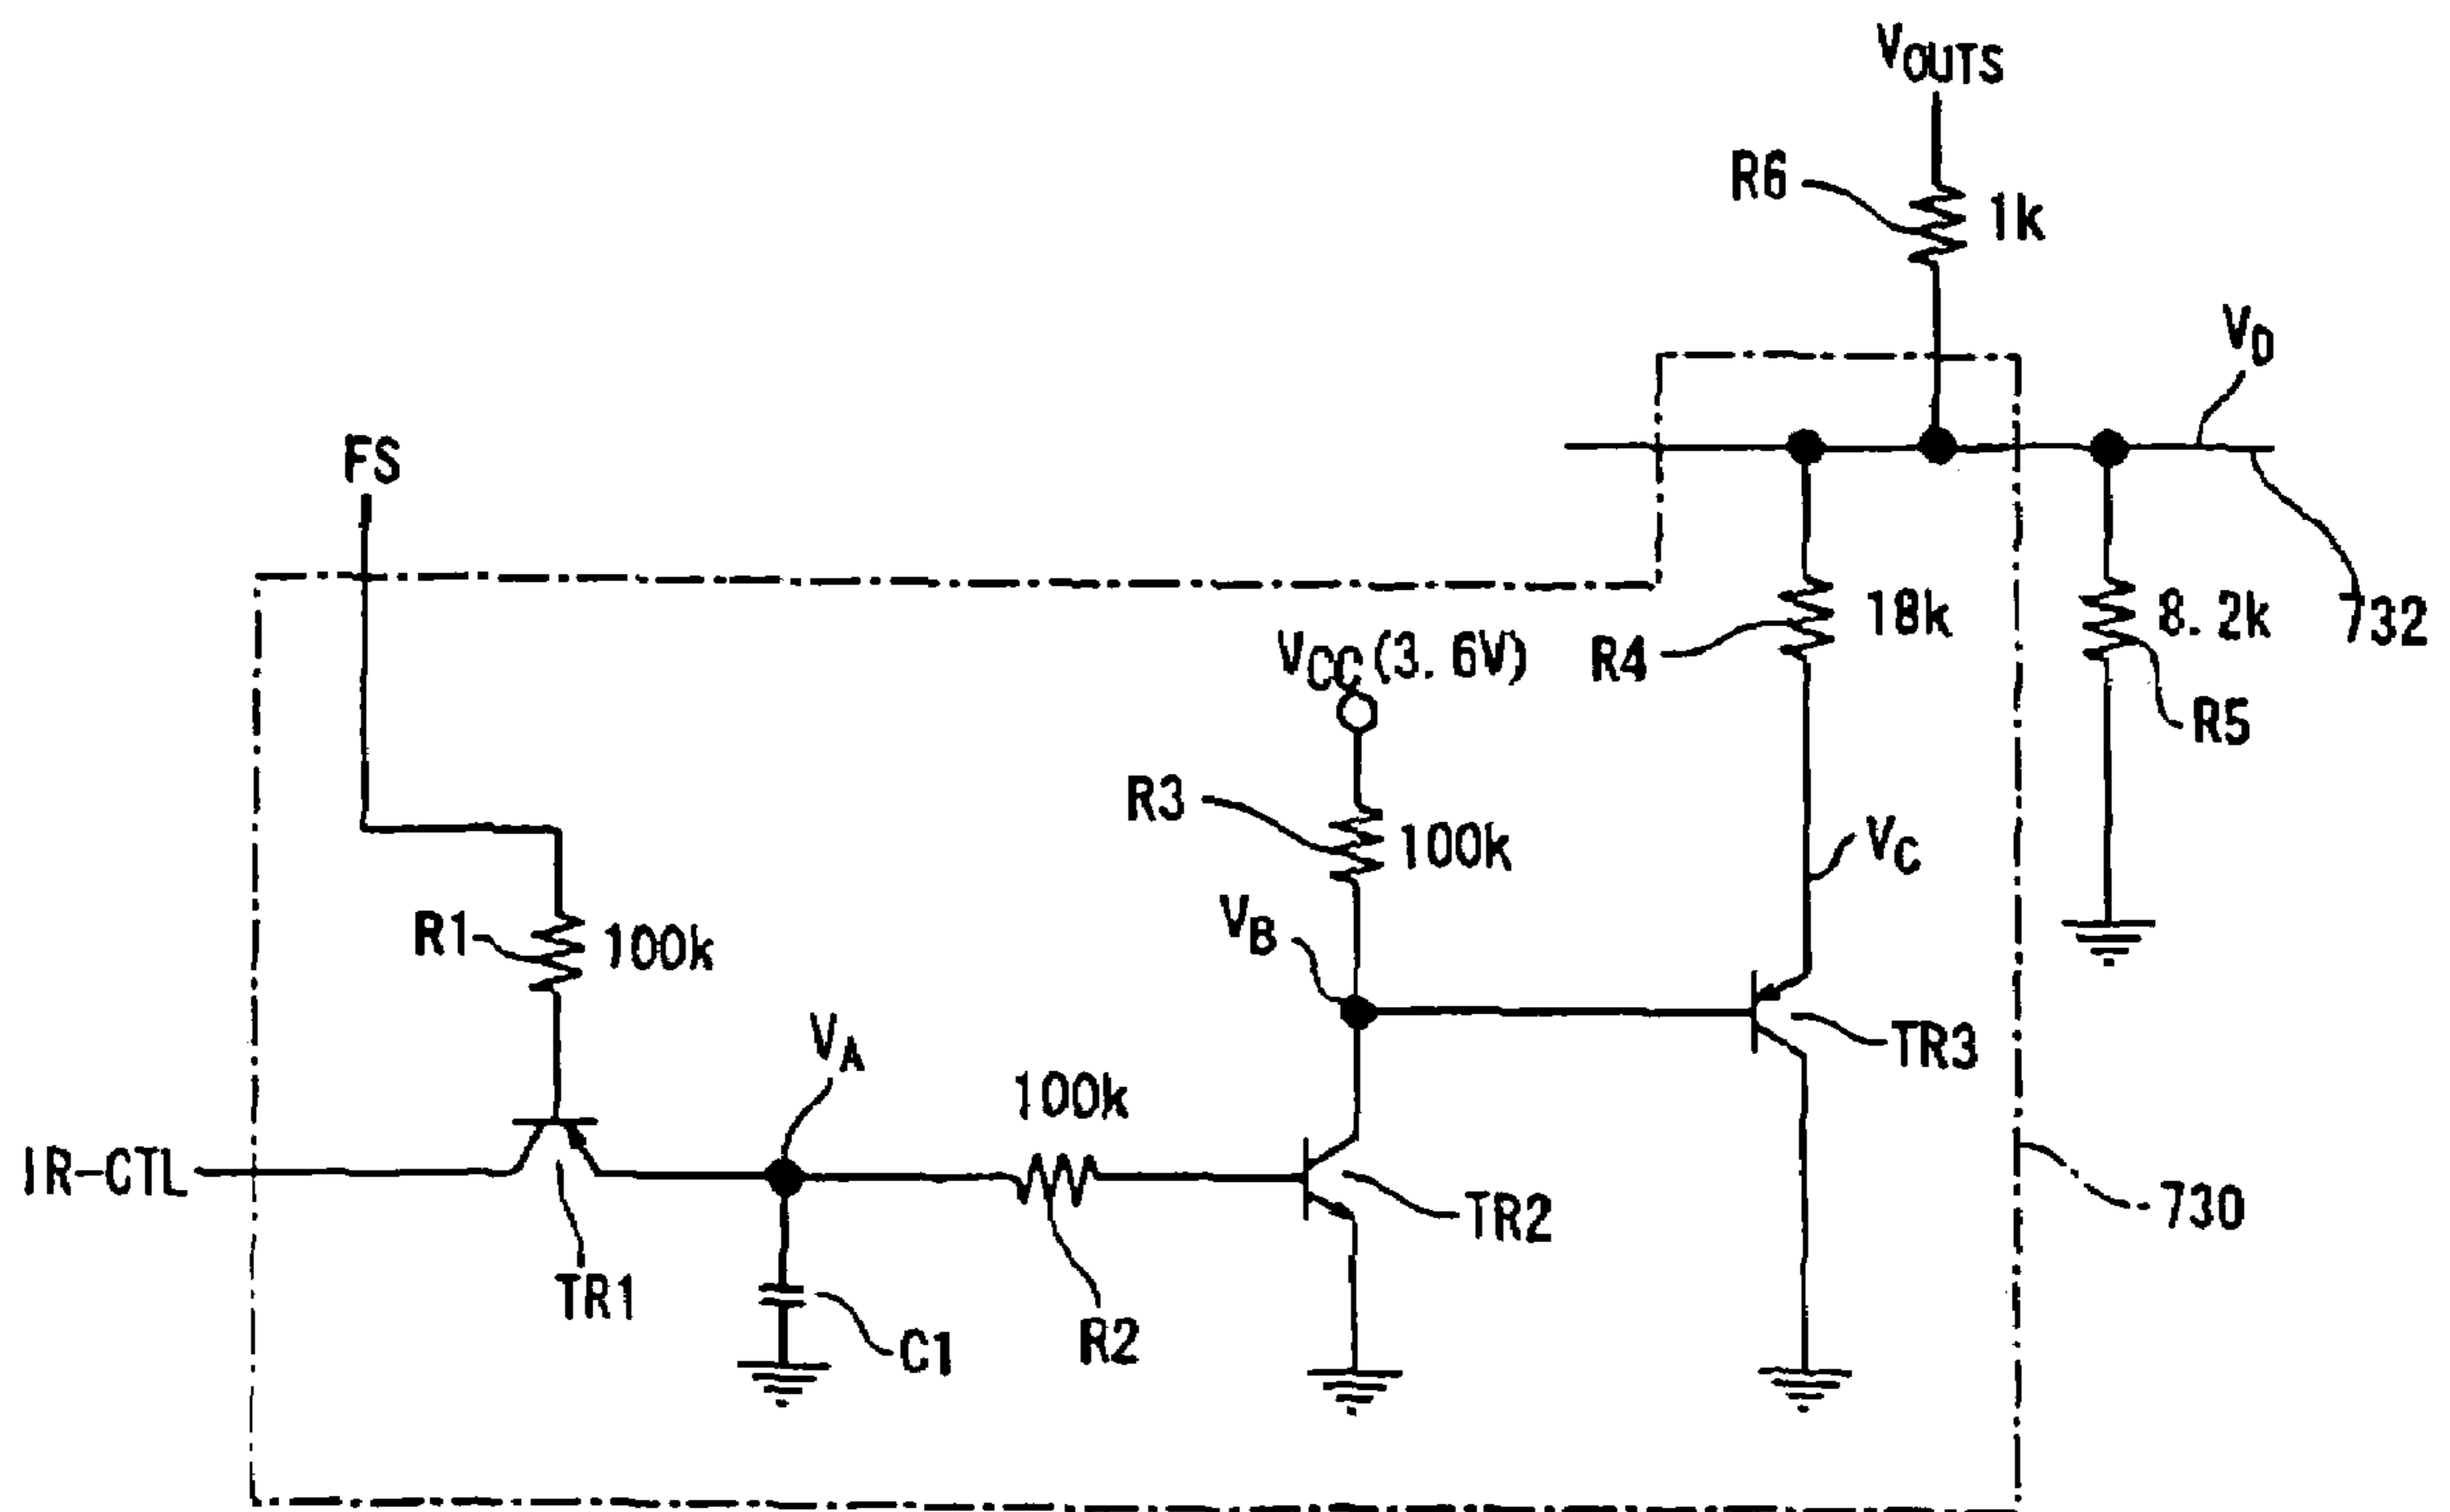 VOUTS
R6
1k
VD
FS
VCC(3.6V)
R4
18k
8.2k
732
R5
R3
100k
VC
R1
100k
VB
VA
TR3
100k
IR-CTL
TR2
730
TR1
C1
R2